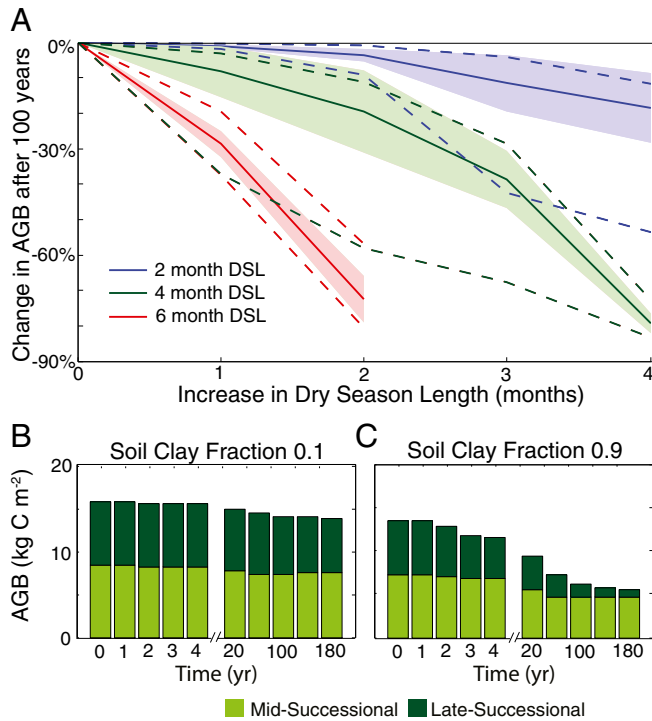 A
Change in AGB after 100 years
0%
-30%
-60%
-90%
2 month DSL
4 month DSL
6 month DSL
0 1 2 3 4
Increase in Dry Season Length (months)
B Soil Clay Fraction 0.1
C Soil Clay Fraction 0.9
AGB (kg C m⁻²)
20
10
0
0 1 2 3 4 20 100 180
Time (yr)
0 1 2 3 4 20 100 180
Time (yr)
Mid-Successional
Late-Successional